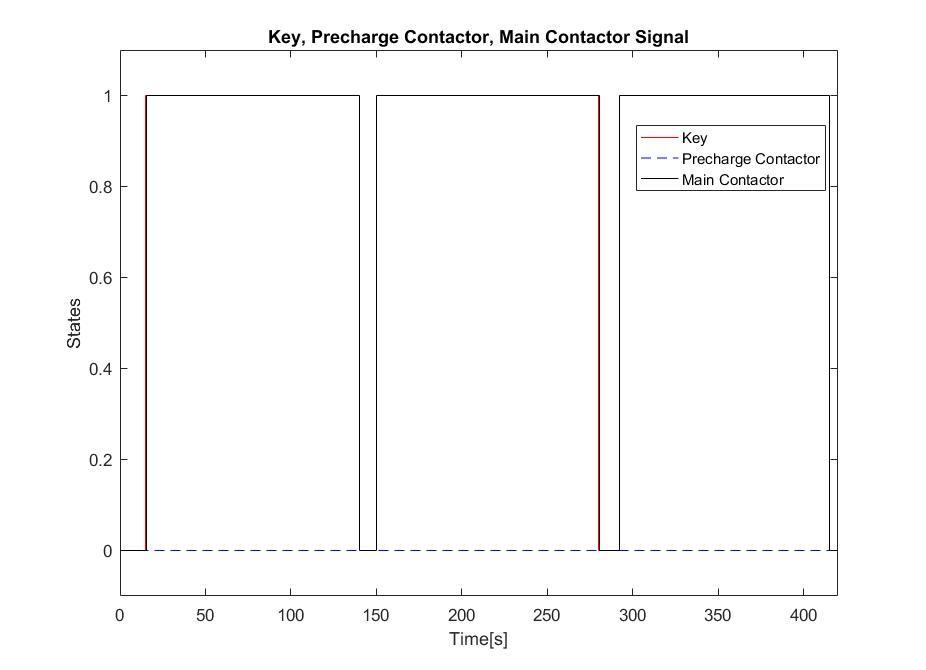 Key, Precharge Contactor, Main Contactor Signal
1
0.8
0.6
0.4
0.2
0
States
Key
Precharge Contactor
Main Contactor
0 50 100 150 200 250 300 350 400
Time[s]